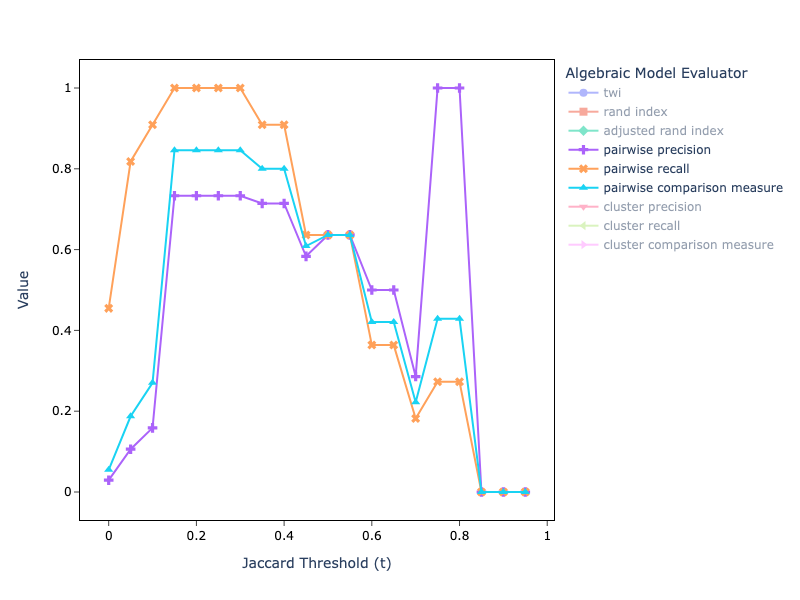 Algebraic Model Evaluator
twi
rand index
adjusted rand index
pairwise precision
pairwise recall
pairwise comparison measure
cluster precision
cluster recall
cluster comparison measure
1
0.8
0.6
0.4
0.2
0
Value
0 0.2 0.4 0.6 0.8 1
Jaccard Threshold (t)